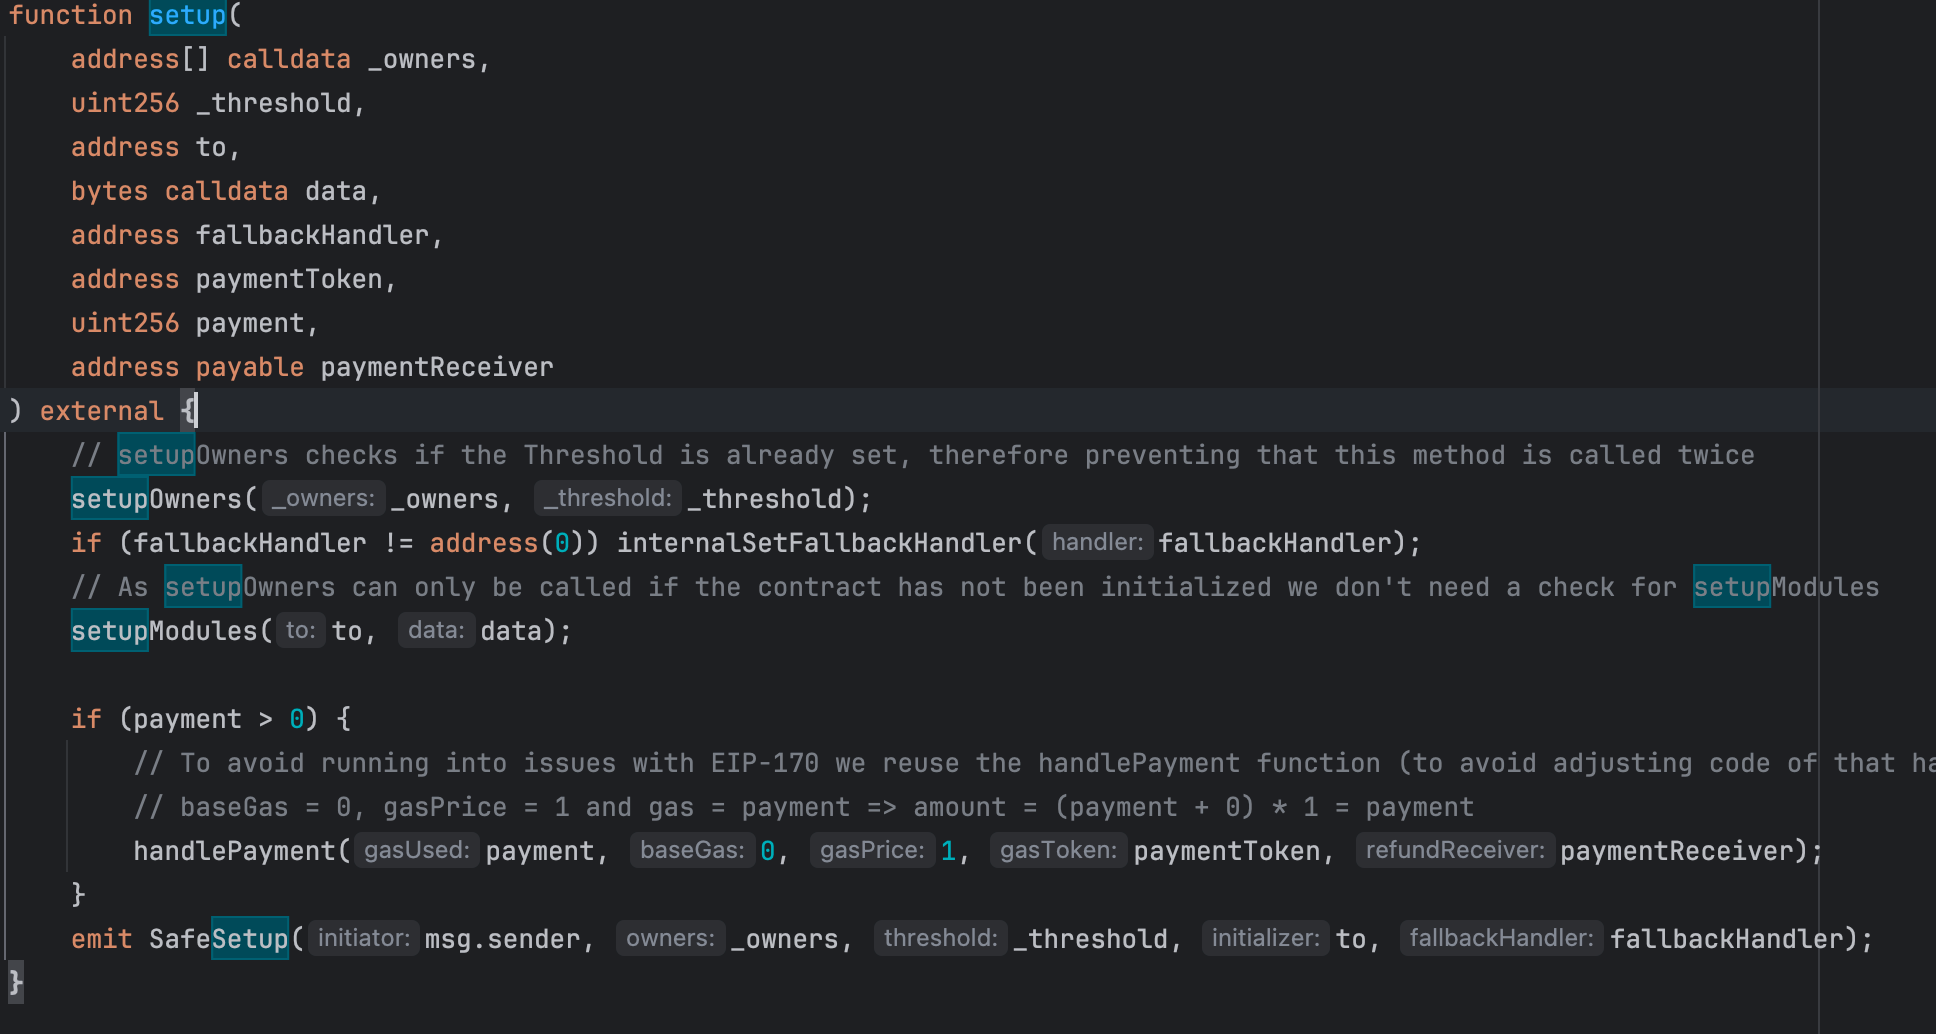 function setup(
address[] calldata _owners,
uint256 _threshold,
address to,
bytes calldata data,
address fallbackHandler,
address paymentToken,
uint256 payment,
address payable paymentReceiver
) external {
// setupOwners checks if the Threshold is already set, therefore preventing that this method is called twice
setupOwners( _owners: _owners, _threshold: _threshold);
if (fallbackHandler != address(0)) internalSetFallbackHandler( handler: fallbackHandler);
// As setupOwners can only be called if the contract has not been initialized we don't need a check for setupModules
setupModules( to: to, data: data);
if (payment > 0) {
// To avoid running into issues with EIP-170 we reuse the handlePayment function (to avoid adjusting code of that
// baseGas = 0, gasPrice = 1 and gas = payment => amount = (payment + 0) * 1 = payment
handlePayment( gasUsed: payment, baseGas: 0, gasPrice: 1, gasToken: paymentToken, refundReceiver: paymentReceiver);
}
emit SafeSetup( initiator: msg.sender, owners: _owners, threshold: _threshold, initializer: to, fallbackHandler: fallbackHandler);
}